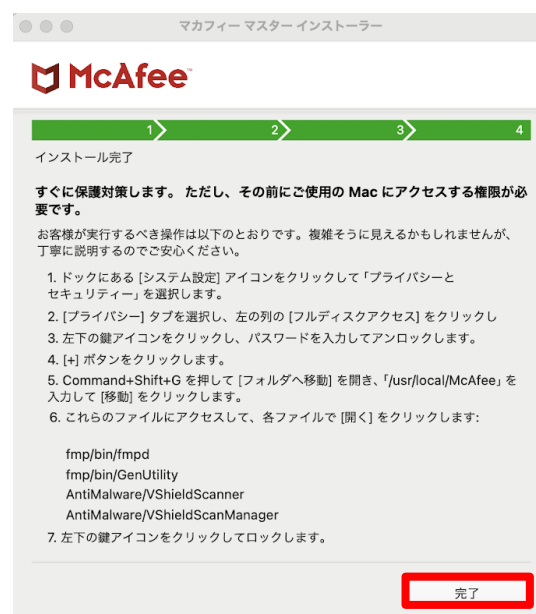 マカフィー マスター インストーラー
McAfee™
1 2 3 4
インストール完了
すぐに保護対策します。 ただし、その前にご使用の Mac にアクセスする権限が必
要です。
お客様が実行するべき操作は以下のとおりです。複雑そうに見えるかもしれませんが、
丁寧に説明するのでご安心ください。
1. ドックにある [システム設定] アイコンをクリックして「プライバシーと
セキュリティー」を選択します。
2. [プライバシー] タブを選択し、左の列の [フルディスクアクセス] をクリックし
3. 左下の鍵アイコンをクリックし、パスワードを入力してアンロックします。
4. [+] ボタンをクリックします。
5. Command+Shift+G を押して [フォルダへ移動] を開き、「/usr/local/McAfee」を
入力して [移動] をクリックします。
6. これらのファイルにアクセスして、各ファイルで [開く] をクリックします:
fmp/bin/fmpd
fmp/bin/GenUtility
AntiMalware/VShieldScanner
AntiMalware/VShieldScanManager
7. 左下の鍵アイコンをクリックしてロックします。
完了